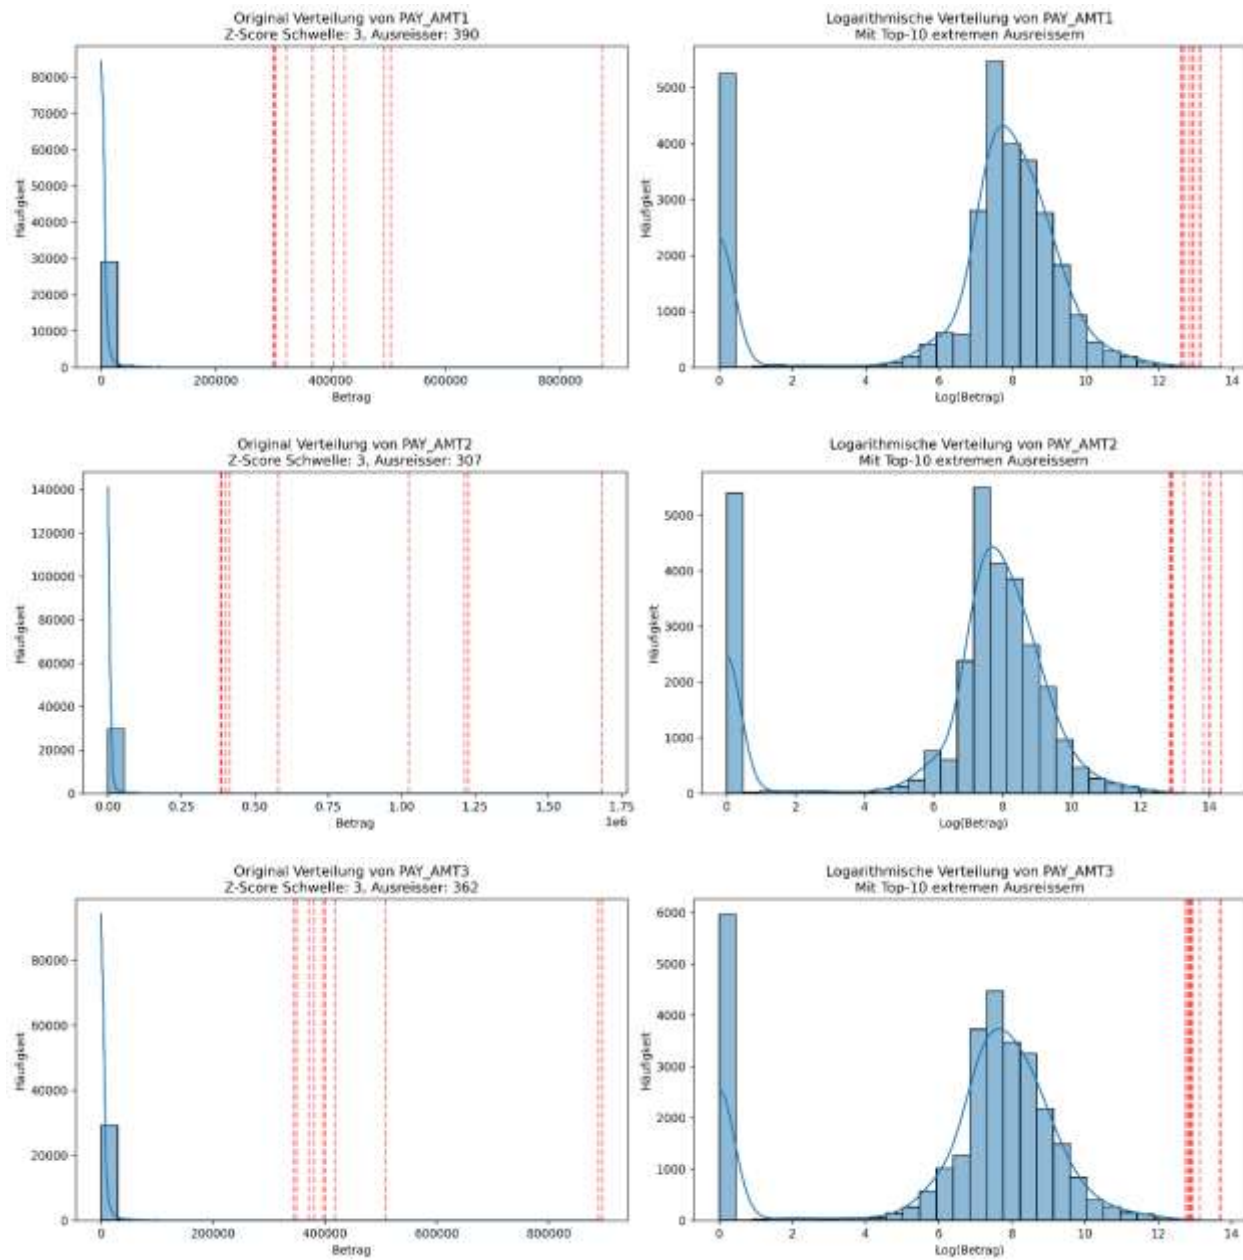 Original Verteilung von PAY_AMT1
Z-Score Schwelle: 3, Ausreisser: 390
80000
70000
60000
50000
40000
30000
20000
10000
0
Häufigkeit
0 200000 400000 600000 800000
Betrag
Logarithmische Verteilung von PAY_AMT1
Mit Top-10 extremen Ausreissern
5000
4000
3000
2000
1000
0
Häufigkeit
0 2 4 6 8 10 12 14
Log(Betrag)
Original Verteilung von PAY_AMT2
Z-Score Schwelle: 3, Ausreisser: 307
140000
120000
100000
80000
60000
40000
20000
0
Häufigkeit
0.00 0.25 0.50 0.75 1.00 1.25 1.50 1.75
1e6
Betrag
Logarithmische Verteilung von PAY_AMT2
Mit Top-10 extremen Ausreissern
5000
4000
3000
2000
1000
0
Häufigkeit
0 2 4 6 8 10 12 14
Log(Betrag)
Original Verteilung von PAY_AMT3
Z-Score Schwelle: 3, Ausreisser: 362
80000
60000
40000
20000
0
Häufigkeit
0 200000 400000 600000 800000
Betrag
Logarithmische Verteilung von PAY_AMT3
Mit Top-10 extremen Ausreissern
6000
5000
4000
3000
2000
1000
0
Häufigkeit
0 2 4 6 8 10 12 14
Log(Betrag)